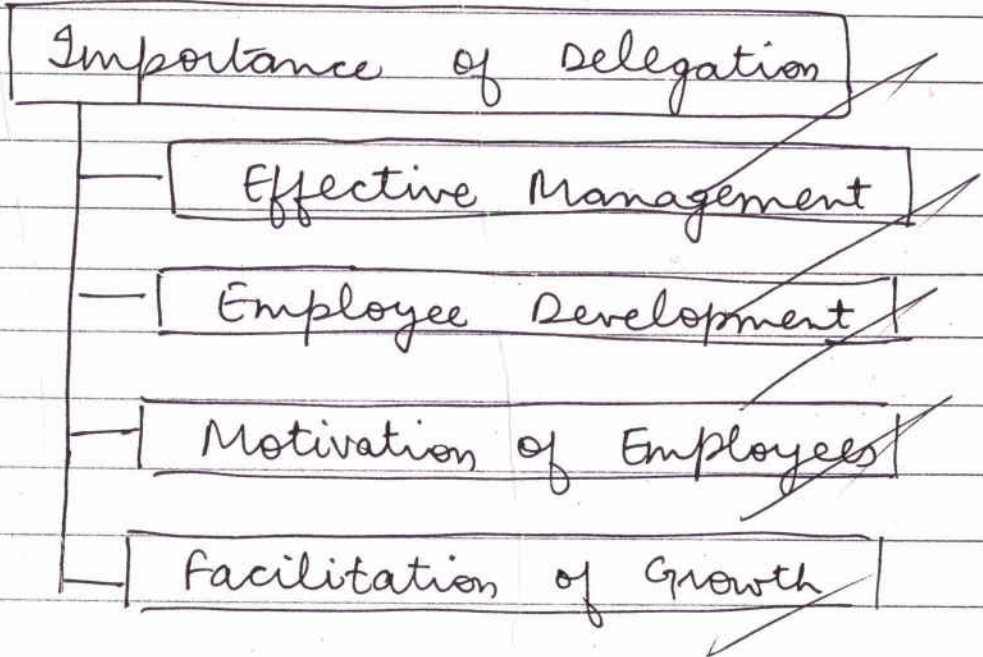 Importance of Delegation
Effective Management
Employee Development
Motivation of Employees
Facilitation of Growth